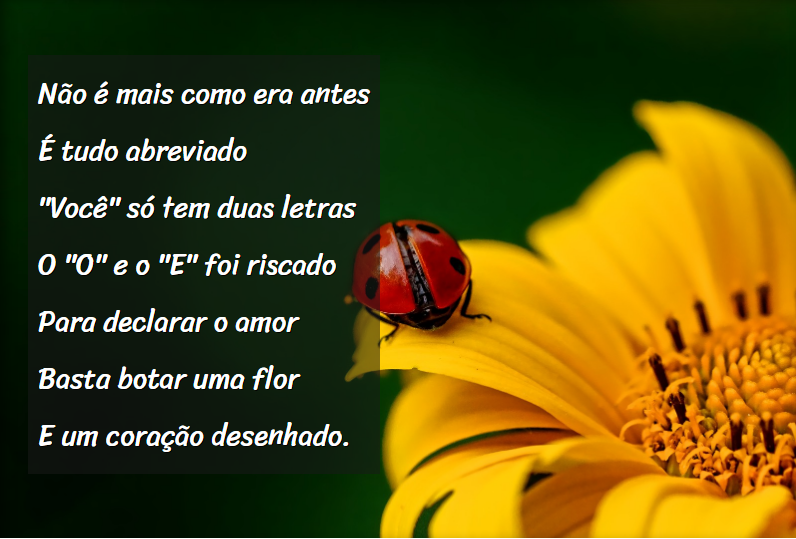 Não é mais como era antes
É tudo abreviado
"Você" só tem duas letras
O "O" e o "E" foi riscado
Para declarar o amor
Basta botar uma flor
E um coração desenhado.